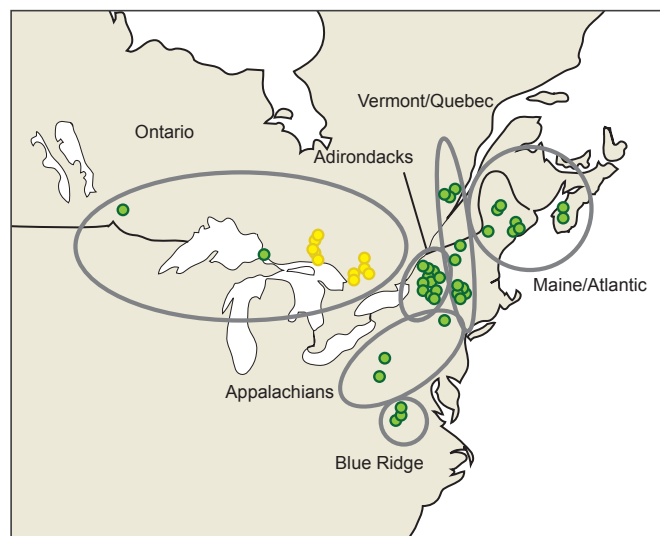 Vermont/Quebec
Ontario
Adirondacks
Maine/Atlantic
Appalachians
Blue Ridge